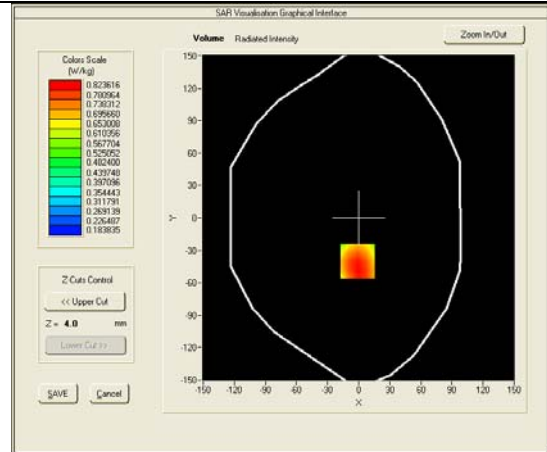 SAR Visualisation Graphical Interface
Volume Radiated Intensity
Zoom In/Out
Colors Scale
(W/kg)
0.823616
0.780964
0.738312
0.695660
0.653008
0.610356
0.567704
0.525052
0.482400
0.439748
0.397096
0.354443
0.311791
0.269139
0.226487
0.183835
Z Cuts Control
<< Upper Cut
Z = 4.0 mm
Lower Cut >>
SAVE Cancel
150-
120-
90-
60-
30-
0-
-30-
-60-
-90-
-120-
-150-
Y
-150 -120 -90 -60 -30 0 30 60 90 120 150
X